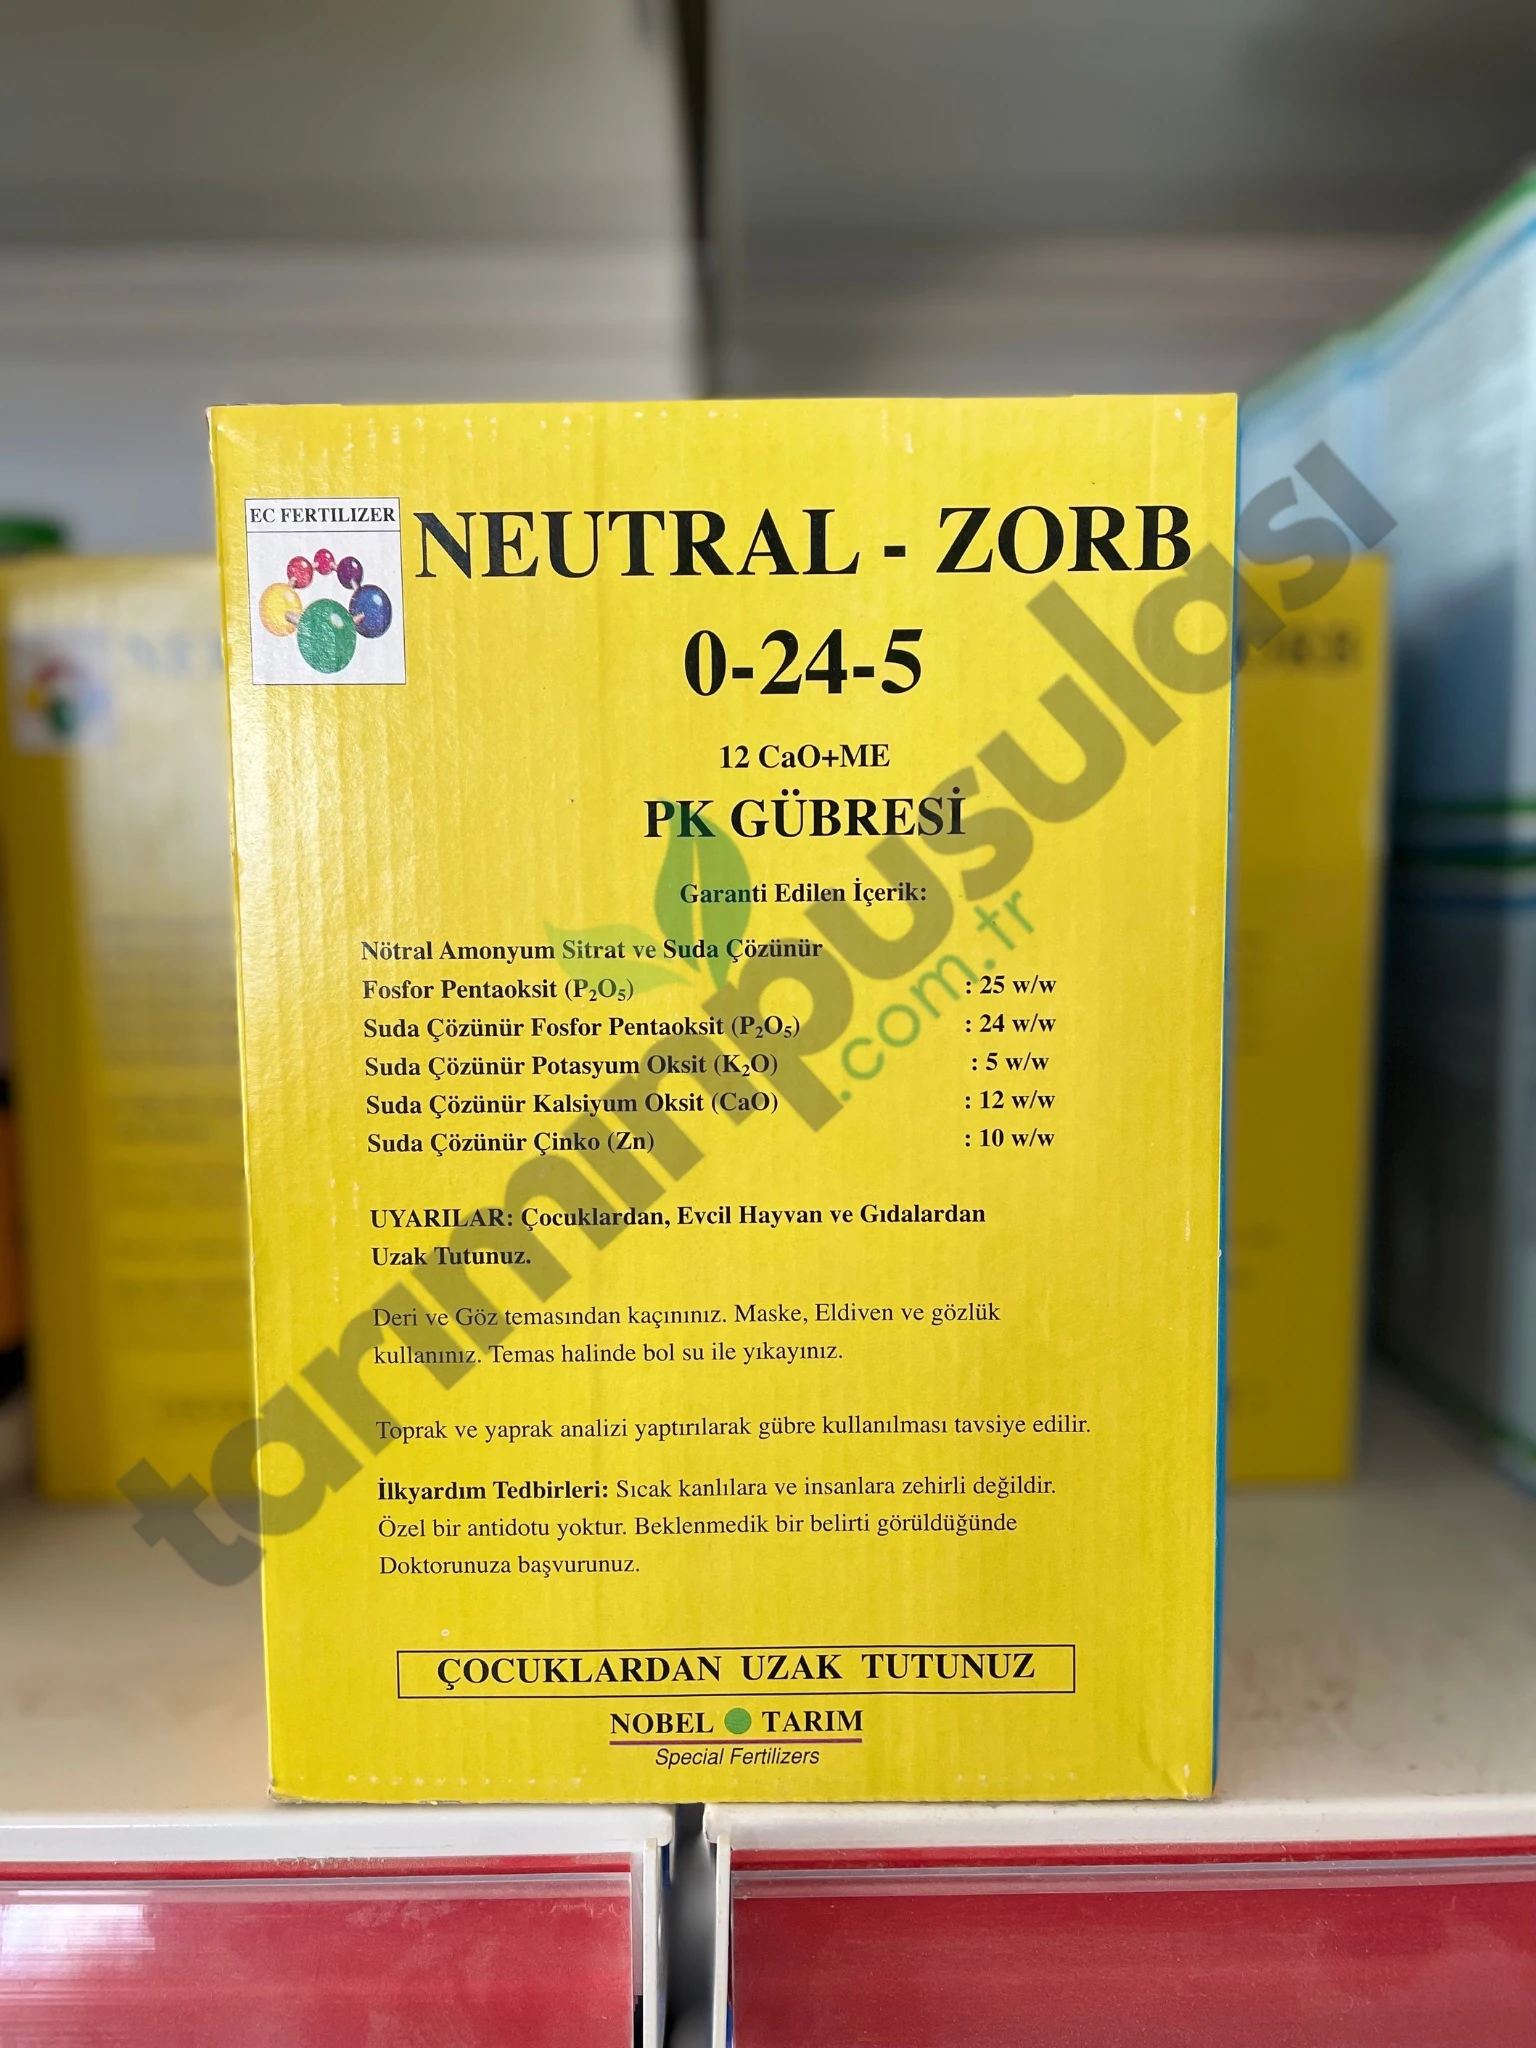 EC FERTILIZER
NEUTRAL - ZORB
0-24-5
12 CaO+ME
PK GÜBRESİ
Garanti Edilen İçerik:
Nötral Amonyum Sitrat ve Suda Çözünür
Fosfor Pentaoksit (P₂O₅) : 25 w/w
Suda Çözünür Fosfor Pentaoksit (P₂O₅) : 24 w/w
Suda Çözünür Potasyum Oksit (K₂O) : 5 w/w
Suda Çözünür Kalsiyum Oksit (CaO) : 12 w/w
Suda Çözünür Çinko (Zn) : 10 w/w
UYARILAR: Çocuklardan, Evcil Hayvan ve Gıdalardan
Uzak Tutunuz.
Deri ve Göz temasından kaçınınız. Maske, Eldiven ve gözlük
kullanınız. Temas halinde bol su ile yıkayınız.
Toprak ve yaprak analizi yaptırılarak gübre kullanılması tavsiye edilir.
İlkyardım Tedbirleri: Sıcak kanlılara ve insanlara zehirli değildir.
Özel bir antidotu yoktur. Beklenmedik bir belirti görüldüğünde
Doktorunuza başvurunuz.
ÇOCUKLARDAN UZAK TUTUNUZ
NOBEL TARIM
Special Fertilizers
tarımınpusulası
.com.tr